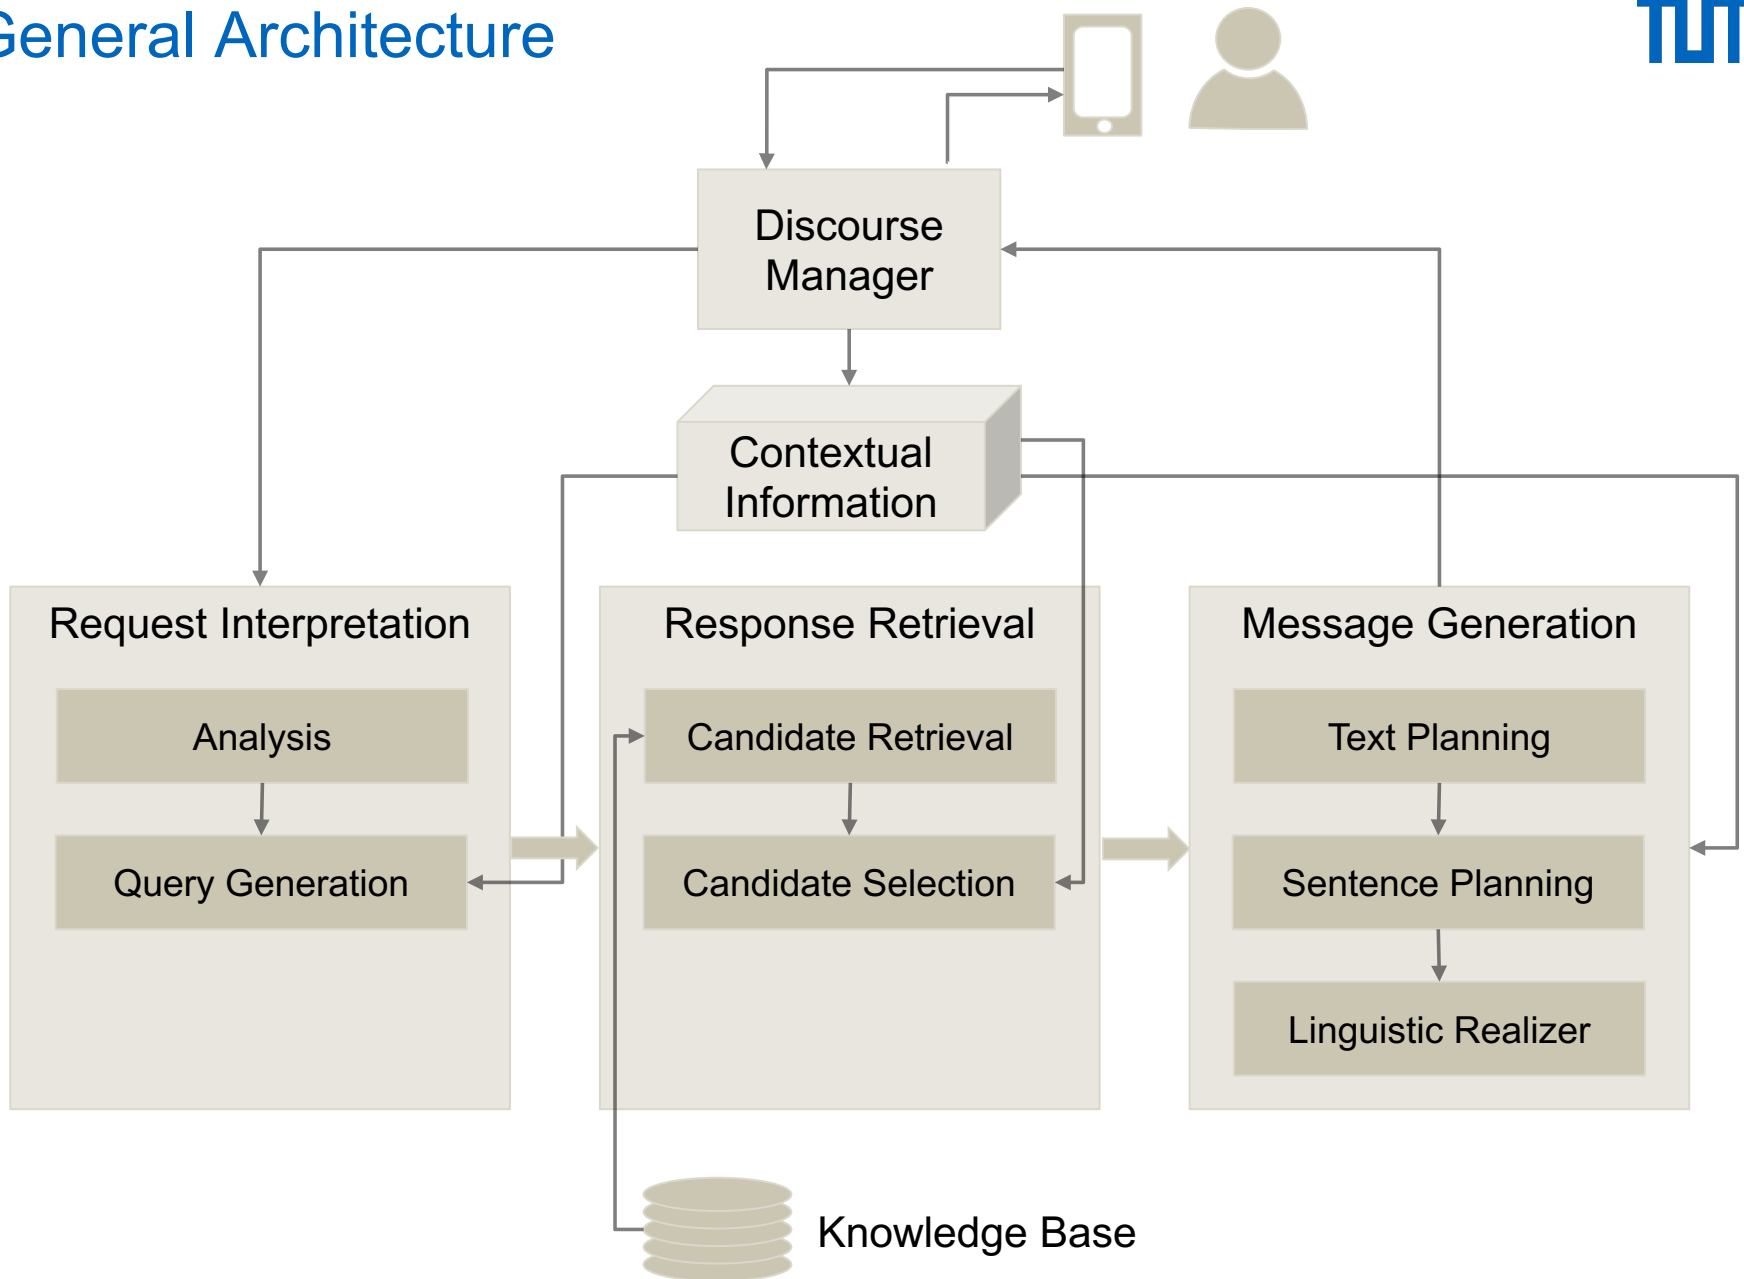 General Architecture
Discourse
Manager
Contextual
Information
Request Interpretation
Response Retrieval
Message Generation
Analysis
Candidate Retrieval
Text Planning
Query Generation
Candidate Selection
Sentence Planning
Linguistic Realizer
Knowledge Base